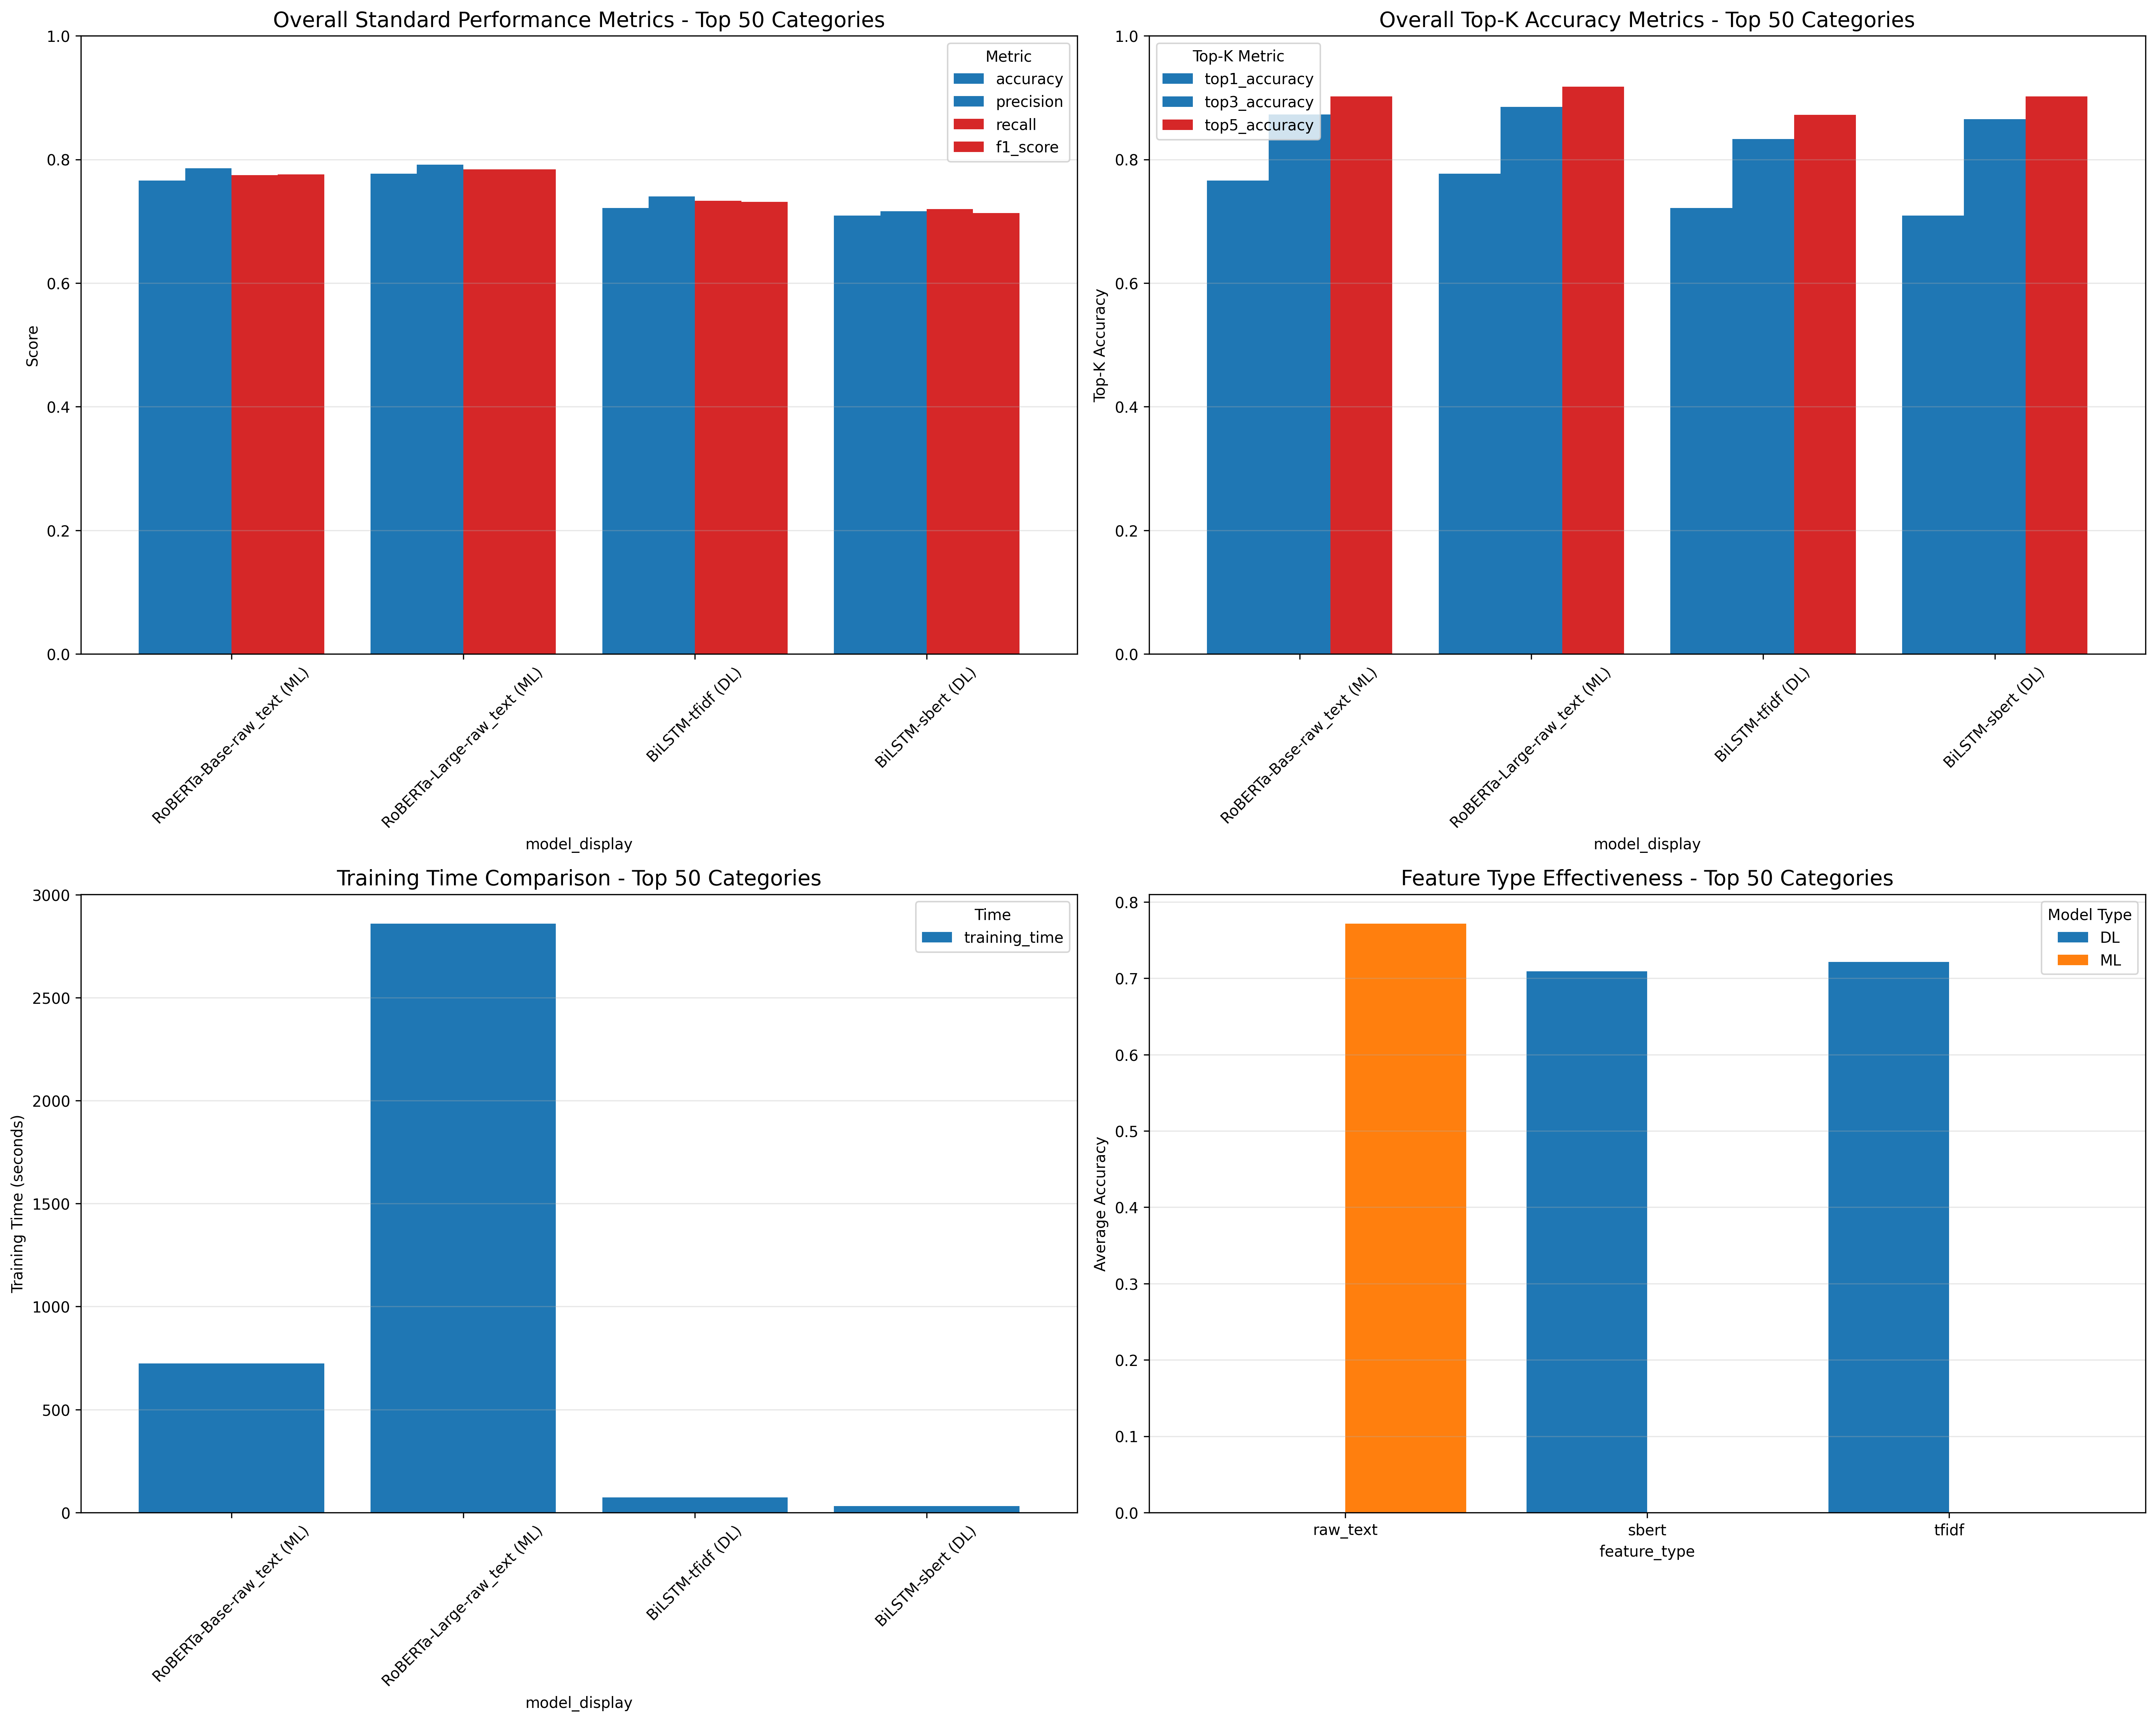 Overall Standard Performance Metrics - Top 50 Categories
1.0
0.8
0.6
0.4
0.2
0.0
Score
Metric
accuracy
precision
recall
f1_score
RoBERTa-Base-raw_text (ML)
RoBERTa-Large-raw_text (ML)
BiLSTM-tfidf (DL)
BiLSTM-sbert (DL)
model_display
Overall Top-K Accuracy Metrics - Top 50 Categories
1.0
0.8
0.6
0.4
0.2
0.0
Top-K Accuracy
Top-K Metric
top1_accuracy
top3_accuracy
top5_accuracy
RoBERTa-Base-raw_text (ML)
RoBERTa-Large-raw_text (ML)
BiLSTM-tfidf (DL)
BiLSTM-sbert (DL)
model_display
Training Time Comparison - Top 50 Categories
3000
2500
2000
1500
1000
500
0
Training Time (seconds)
Time
training_time
RoBERTa-Base-raw_text (ML)
RoBERTa-Large-raw_text (ML)
BiLSTM-tfidf (DL)
BiLSTM-sbert (DL)
model_display
Feature Type Effectiveness - Top 50 Categories
0.8
0.7
0.6
0.5
0.4
0.3
0.2
0.1
0.0
Average Accuracy
Model Type
DL
ML
raw_text
sbert
tfidf
feature_type